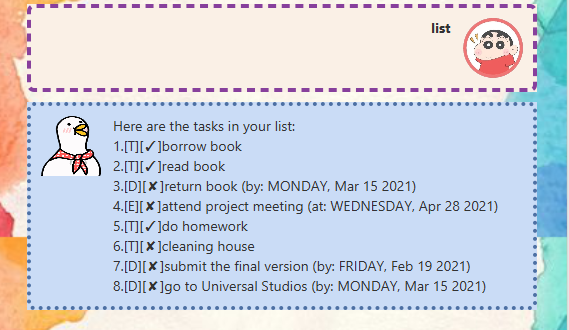 list
Here are the tasks in your list:
1.[T][✓]borrow book
2.[T][✓]read book
3.[D][✘]return book (by: MONDAY, Mar 15 2021)
4.[E][✘]attend project meeting (at: WEDNESDAY, Apr 28 2021)
5.[T][✓]do homework
6.[T][✘]cleaning house
7.[D][✘]submit the final version (by: FRIDAY, Feb 19 2021)
8.[D][✘]go to Universal Studios (by: MONDAY, Mar 15 2021)